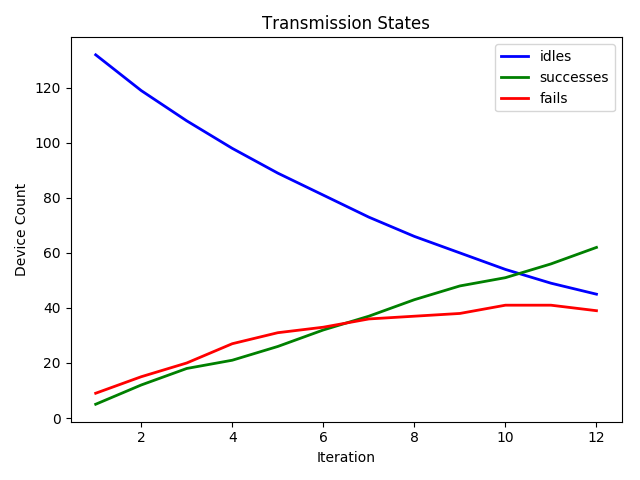 Transmission States
idles
successes
fails
Device Count
120
100
80
60
40
20
0
2 4 6 8 10 12
Iteration